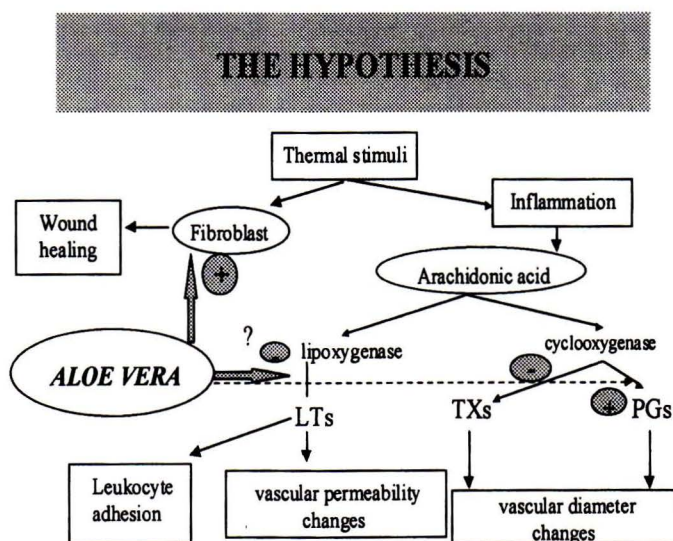 THE HYPOTHESIS
Thermal stimuli
Wound
healing
Fibroblast
Inflammation
+
Arachidonic acid
?
-
lipoxygenase
cyclooxygenase
ALOE VERA
-
LTs
TXs
+
PGs
Leukocyte
adhesion
vascular permeability
changes
vascular diameter
changes